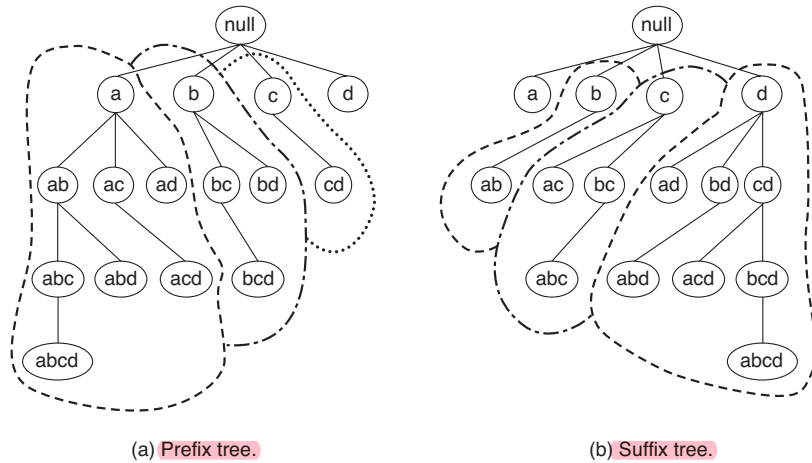 null
a b c d
ab ac ad bc bd cd
abc abd acd bcd
abcd
(a) Prefix tree.
null
a b c d
ab ac bc ad bd cd
abc abd acd bcd
abcd
(b) Suffix tree.